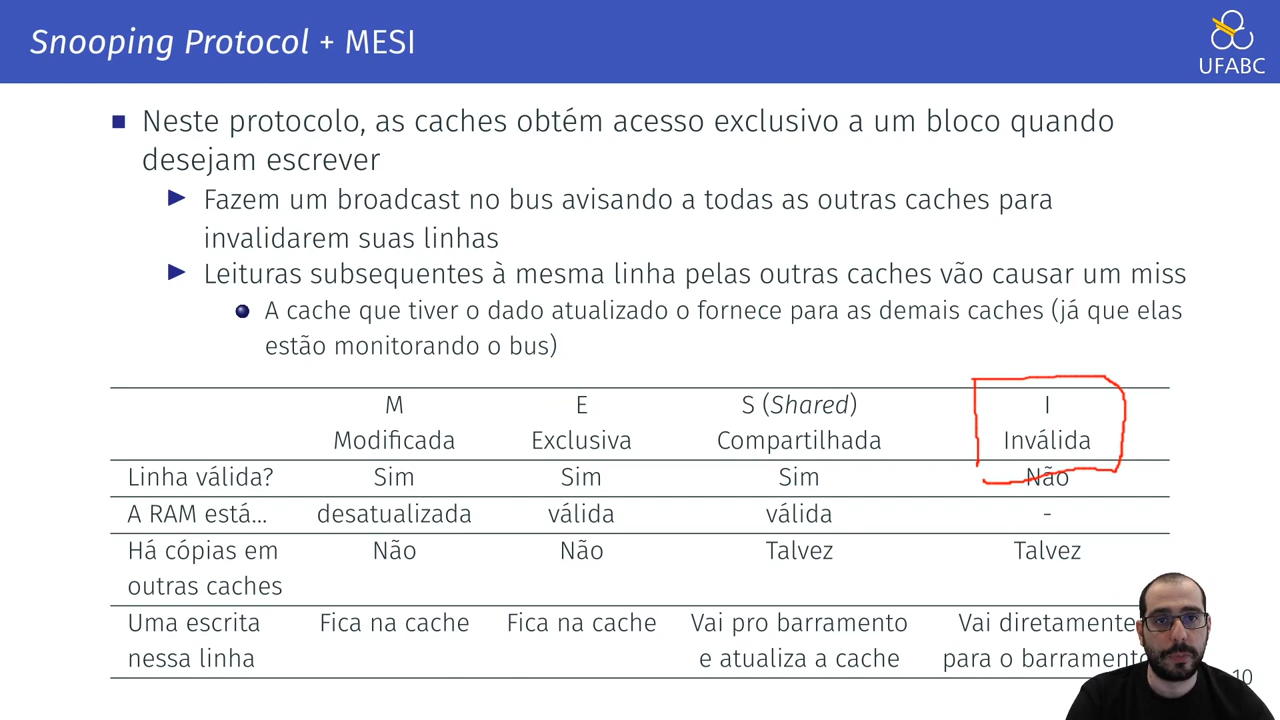 Snooping Protocol + MESI
UFABC
Neste protocolo, as caches obtém acesso exclusivo a um bloco quando
desejam escrever
Fazem um broadcast no bus avisando a todas as outras caches para
invalidarem suas linhas
Leituras subsequentes à mesma linha pelas outras caches vão causar um miss
A cache que tiver o dado atualizado o fornece para as demais caches (já que elas
estão monitorando o bus)
M E S (Shared) I
Modificada Exclusiva Compartilhada Inválida
Linha válida? Sim Sim Sim Não
A RAM está... desatualizada válida válida -
Há cópias em Não Não Talvez Talvez
outras caches
Uma escrita Fica na cache Fica na cache Vai pro barramento Vai diretamente
nessa linha e atualiza a cache para o barramento
10